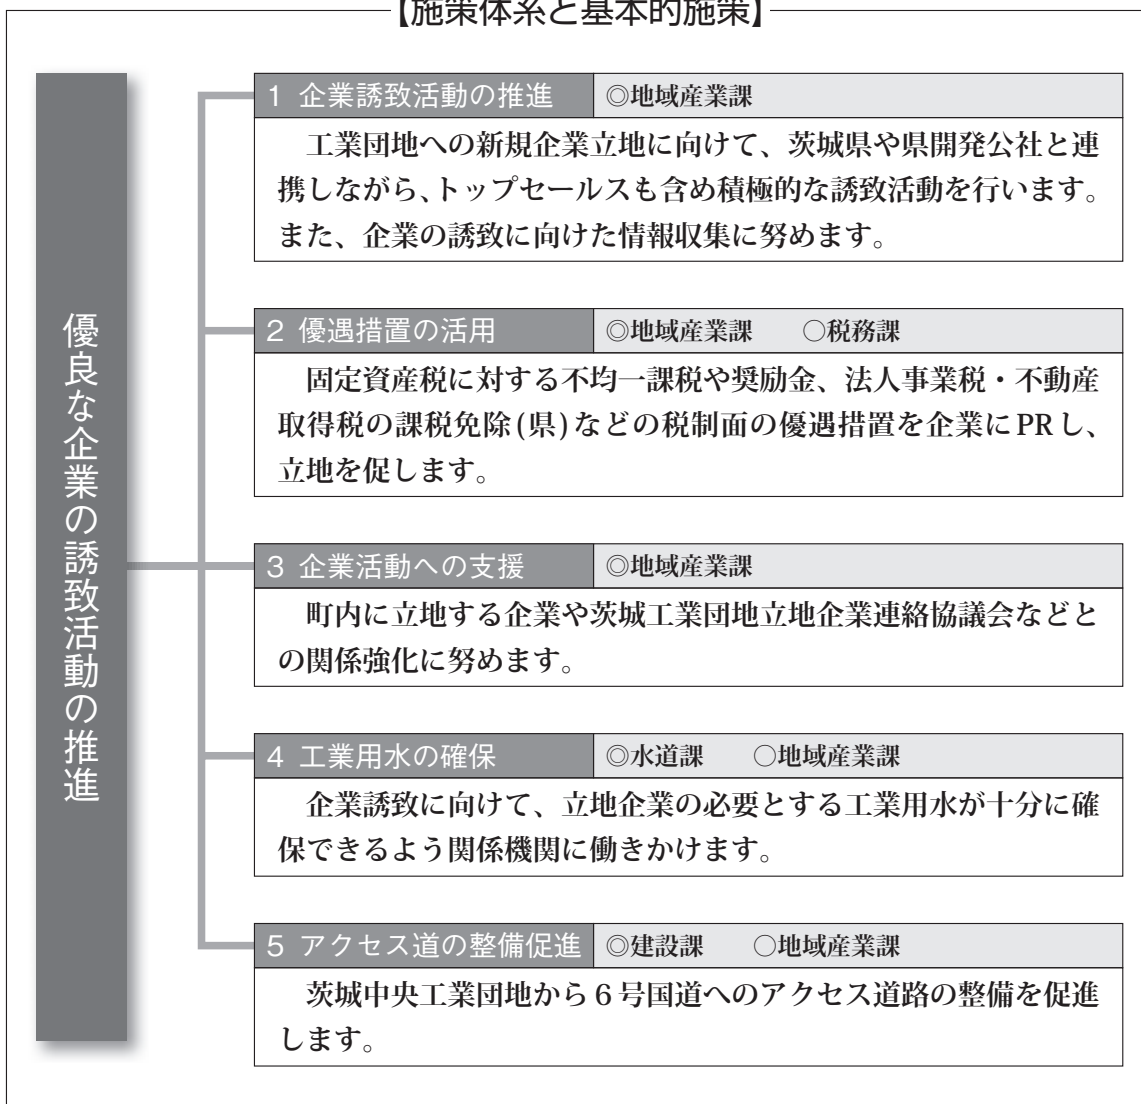 【施策体系と基本的施策】
優良な企業の誘致活動の推進
1 企業誘致活動の推進 ◎地域産業課
工業団地への新規企業立地に向けて、茨城県や県開発公社と連
携しながら、トップセールスも含め積極的な誘致活動を行います。
また、企業の誘致に向けた情報収集に努めます。
2 優遇措置の活用 ◎地域産業課 ○税務課
固定資産税に対する不均一課税や奨励金、法人事業税・不動産
取得税の課税免除(県)などの税制面の優遇措置を企業にPRし、
立地を促します。
3 企業活動への支援 ◎地域産業課
町内に立地する企業や茨城工業団地立地企業連絡協議会などと
の関係強化に努めます。
4 工業用水の確保 ◎水道課 ○地域産業課
企業誘致に向けて、立地企業の必要とする工業用水が十分に確
保できるよう関係機関に働きかけます。
5 アクセス道の整備促進 ◎建設課 ○地域産業課
茨城中央工業団地から6号国道へのアクセス道路の整備を促進
します。